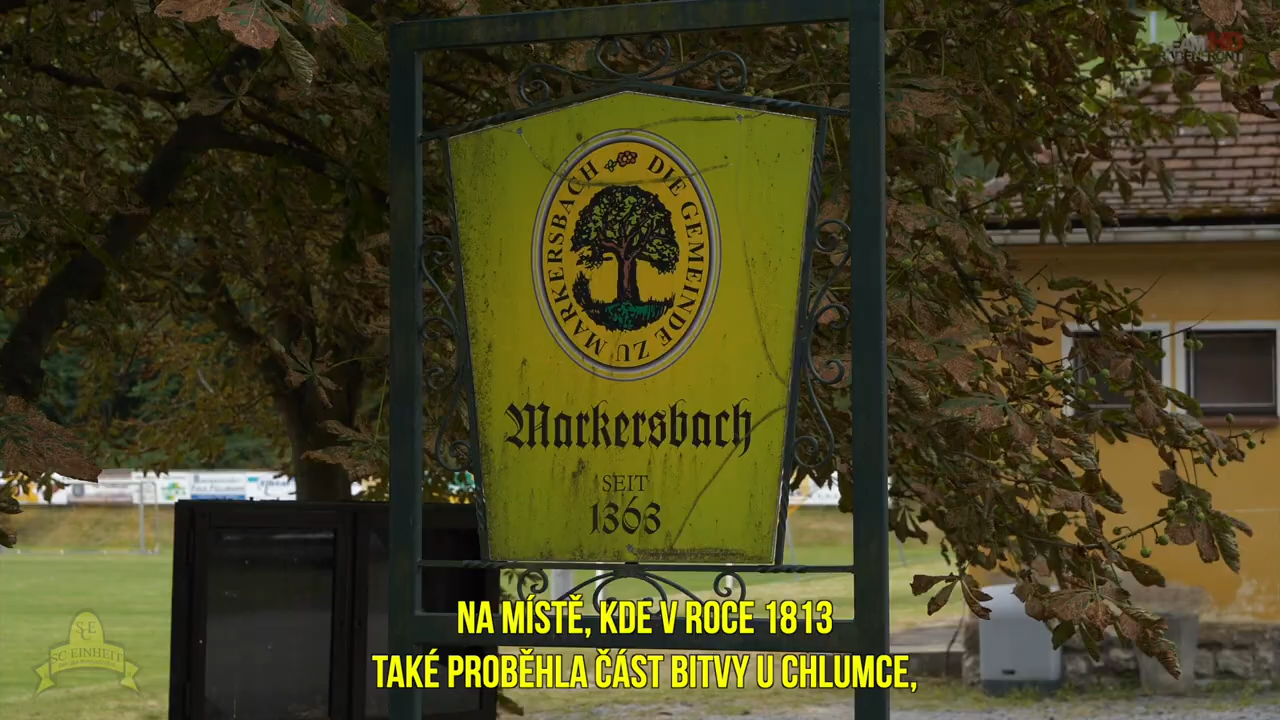 DIE GEMEINDE ZU MARKERSBACH
Markersbach
SEIT
1363
SC EINHEIT
NA MÍSTĚ, KDE V ROCE 1813
TAKÉ PROBĚHLA ČÁST BITVY U CHLUMCE,